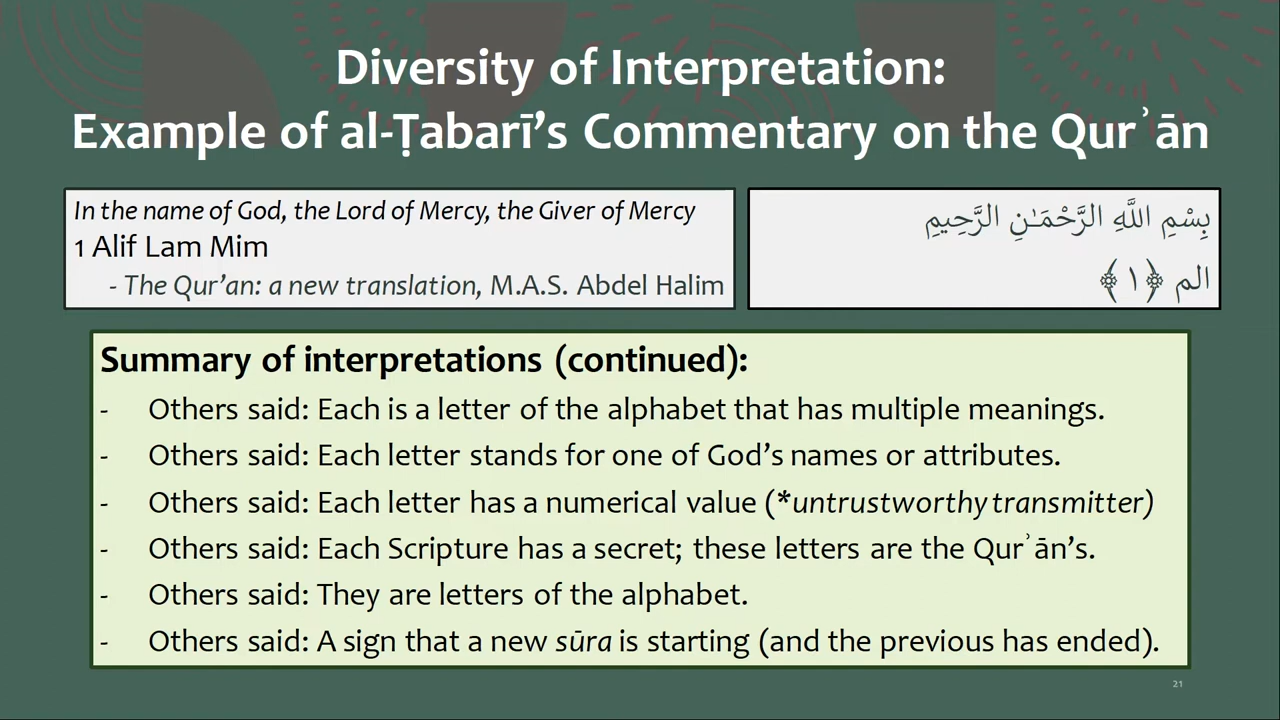 Diversity of Interpretation:
Example of al-Ṭabarī’s Commentary on the Qurʾān
In the name of God, the Lord of Mercy, the Giver of Mercy
1 Alif Lam Mim
- The Qur’an: a new translation, M.A.S. Abdel Halim
بِسْمِ اللَّهِ الرَّحْمَـٰنِ الرَّحِيمِ
الم ﴿١﴾
Summary of interpretations (continued):
- Others said: Each is a letter of the alphabet that has multiple meanings.
- Others said: Each letter stands for one of God’s names or attributes.
- Others said: Each letter has a numerical value (*untrustworthy transmitter)
- Others said: Each Scripture has a secret; these letters are the Qurʾān’s.
- Others said: They are letters of the alphabet.
- Others said: A sign that a new sūra is starting (and the previous has ended).
21